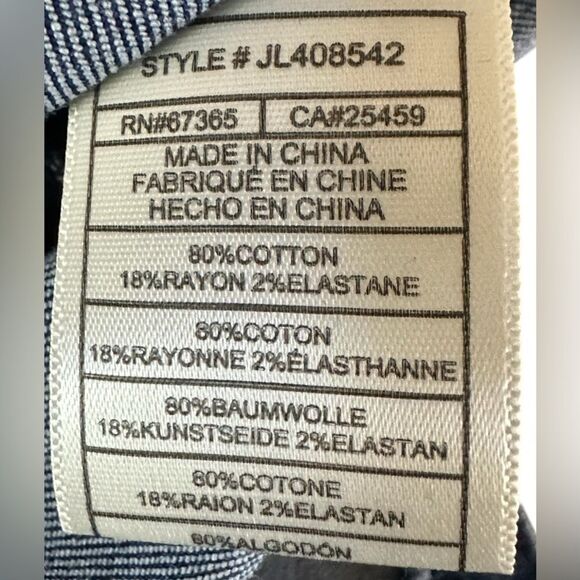 STYLE # JL408542
RN#67365 CA#25459
MADE IN CHINA
FABRIQUÉ EN CHINE
HECHO EN CHINA
80%COTTON
18%RAYON 2%ELASTANE
80%COTON
18%RAYONNE 2%ÉLASTHANNE
80%BAUMWOLLE
18%KUNSTSEIDE 2%ELASTAN
80%COTONE
18%RAION 2%ELASTAN
80%ALGODÓN